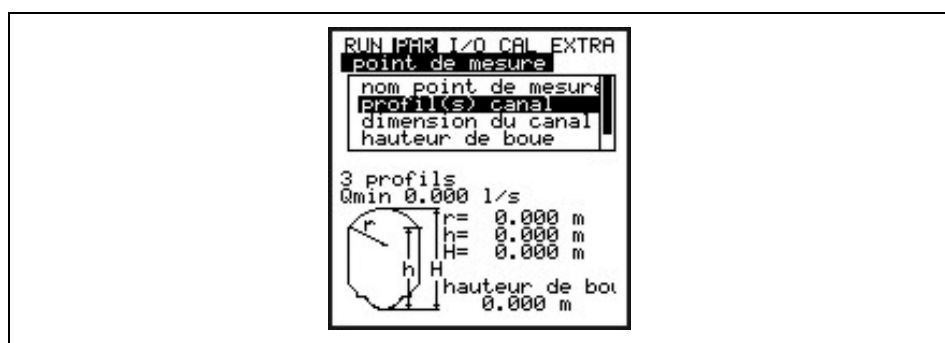 RUN PAR I/O CAL EXTRA
point de mesure
nom point de mesure
profil(s) canal
dimension du canal
hauteur de boue
3 profils
Qmin 0.000 l/s
r= 0.000 m
h= 0.000 m
H= 0.000 m
r
h H
hauteur de bou
0.000 m